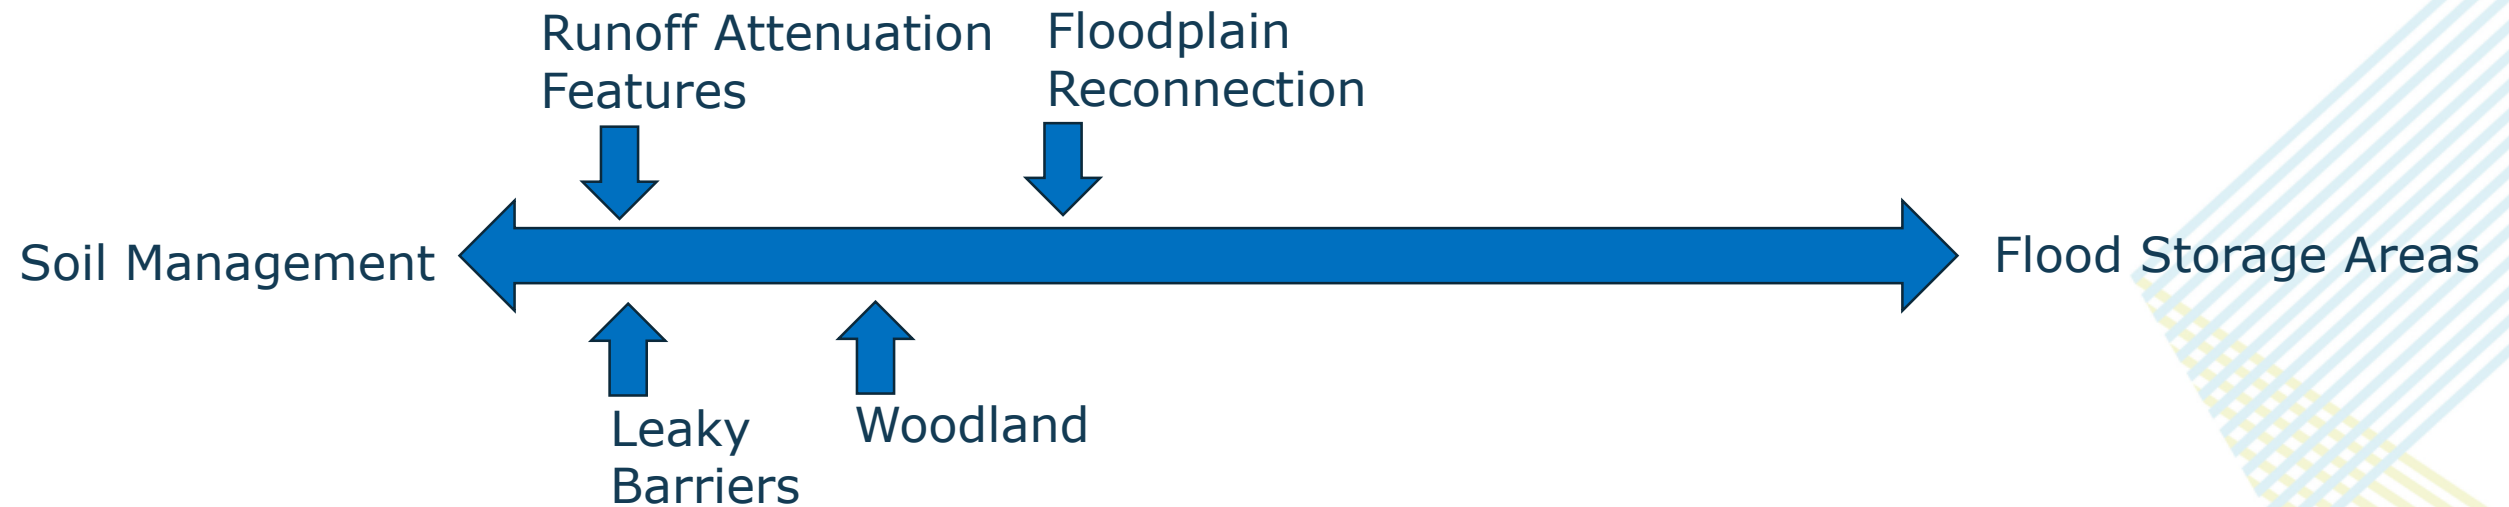 Runoff Attenuation
Features
Floodplain
Reconnection
Soil Management
Flood Storage Areas
Leaky
Barriers
Woodland